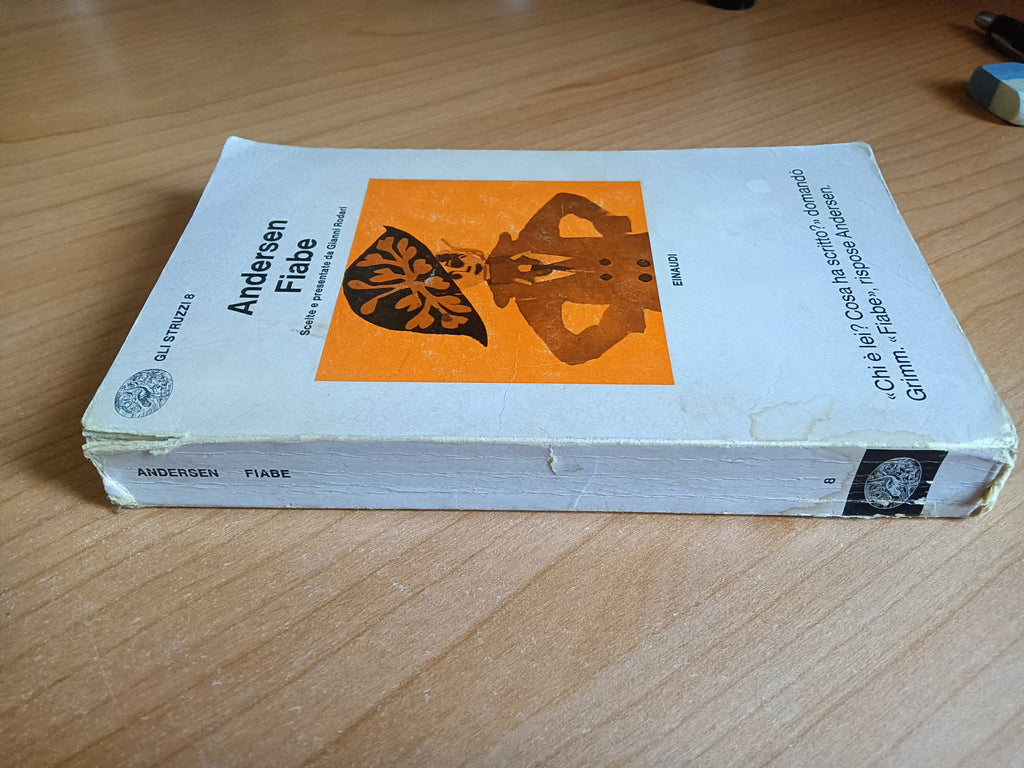 GLI STRUZZI 8
Andersen
Fiabe
Scelte e presentate da Gianni Rodari
EINAUDI
«Chi è lei? Cosa ha scritto?» domandò
Grimm. «Fiabe», rispose Andersen.
ANDERSEN FIABE
8